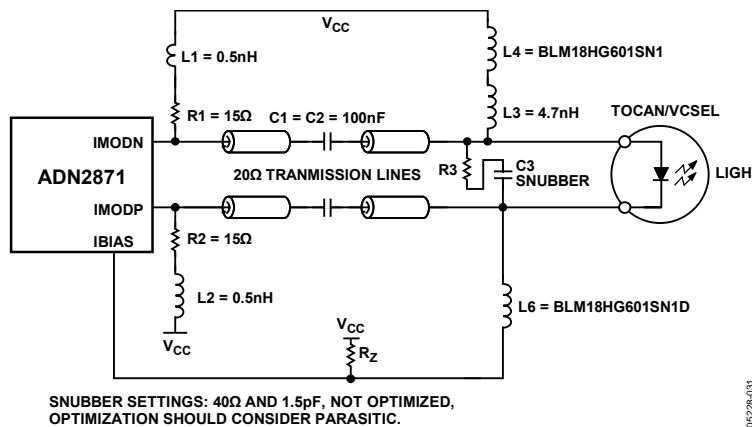 VCC
L1 = 0.5nH
L4 = BLM18HG601SN1
R1 = 15Ω
C1 = C2 = 100nF
L3 = 4.7nH
TOCAN/VCSEL
IMODN
ADN2871
20Ω TRANMISSION LINES
R3
C3
SNUBBER
LIGH
IMODP
IBIAS
R2 = 15Ω
L2 = 0.5nH
L6 = BLM18HG601SN1D
VCC
VCC
RZ
SNUBBER SETTINGS: 40Ω AND 1.5pF, NOT OPTIMIZED,
OPTIMIZATION SHOULD CONSIDER PARASITIC.
05228-031